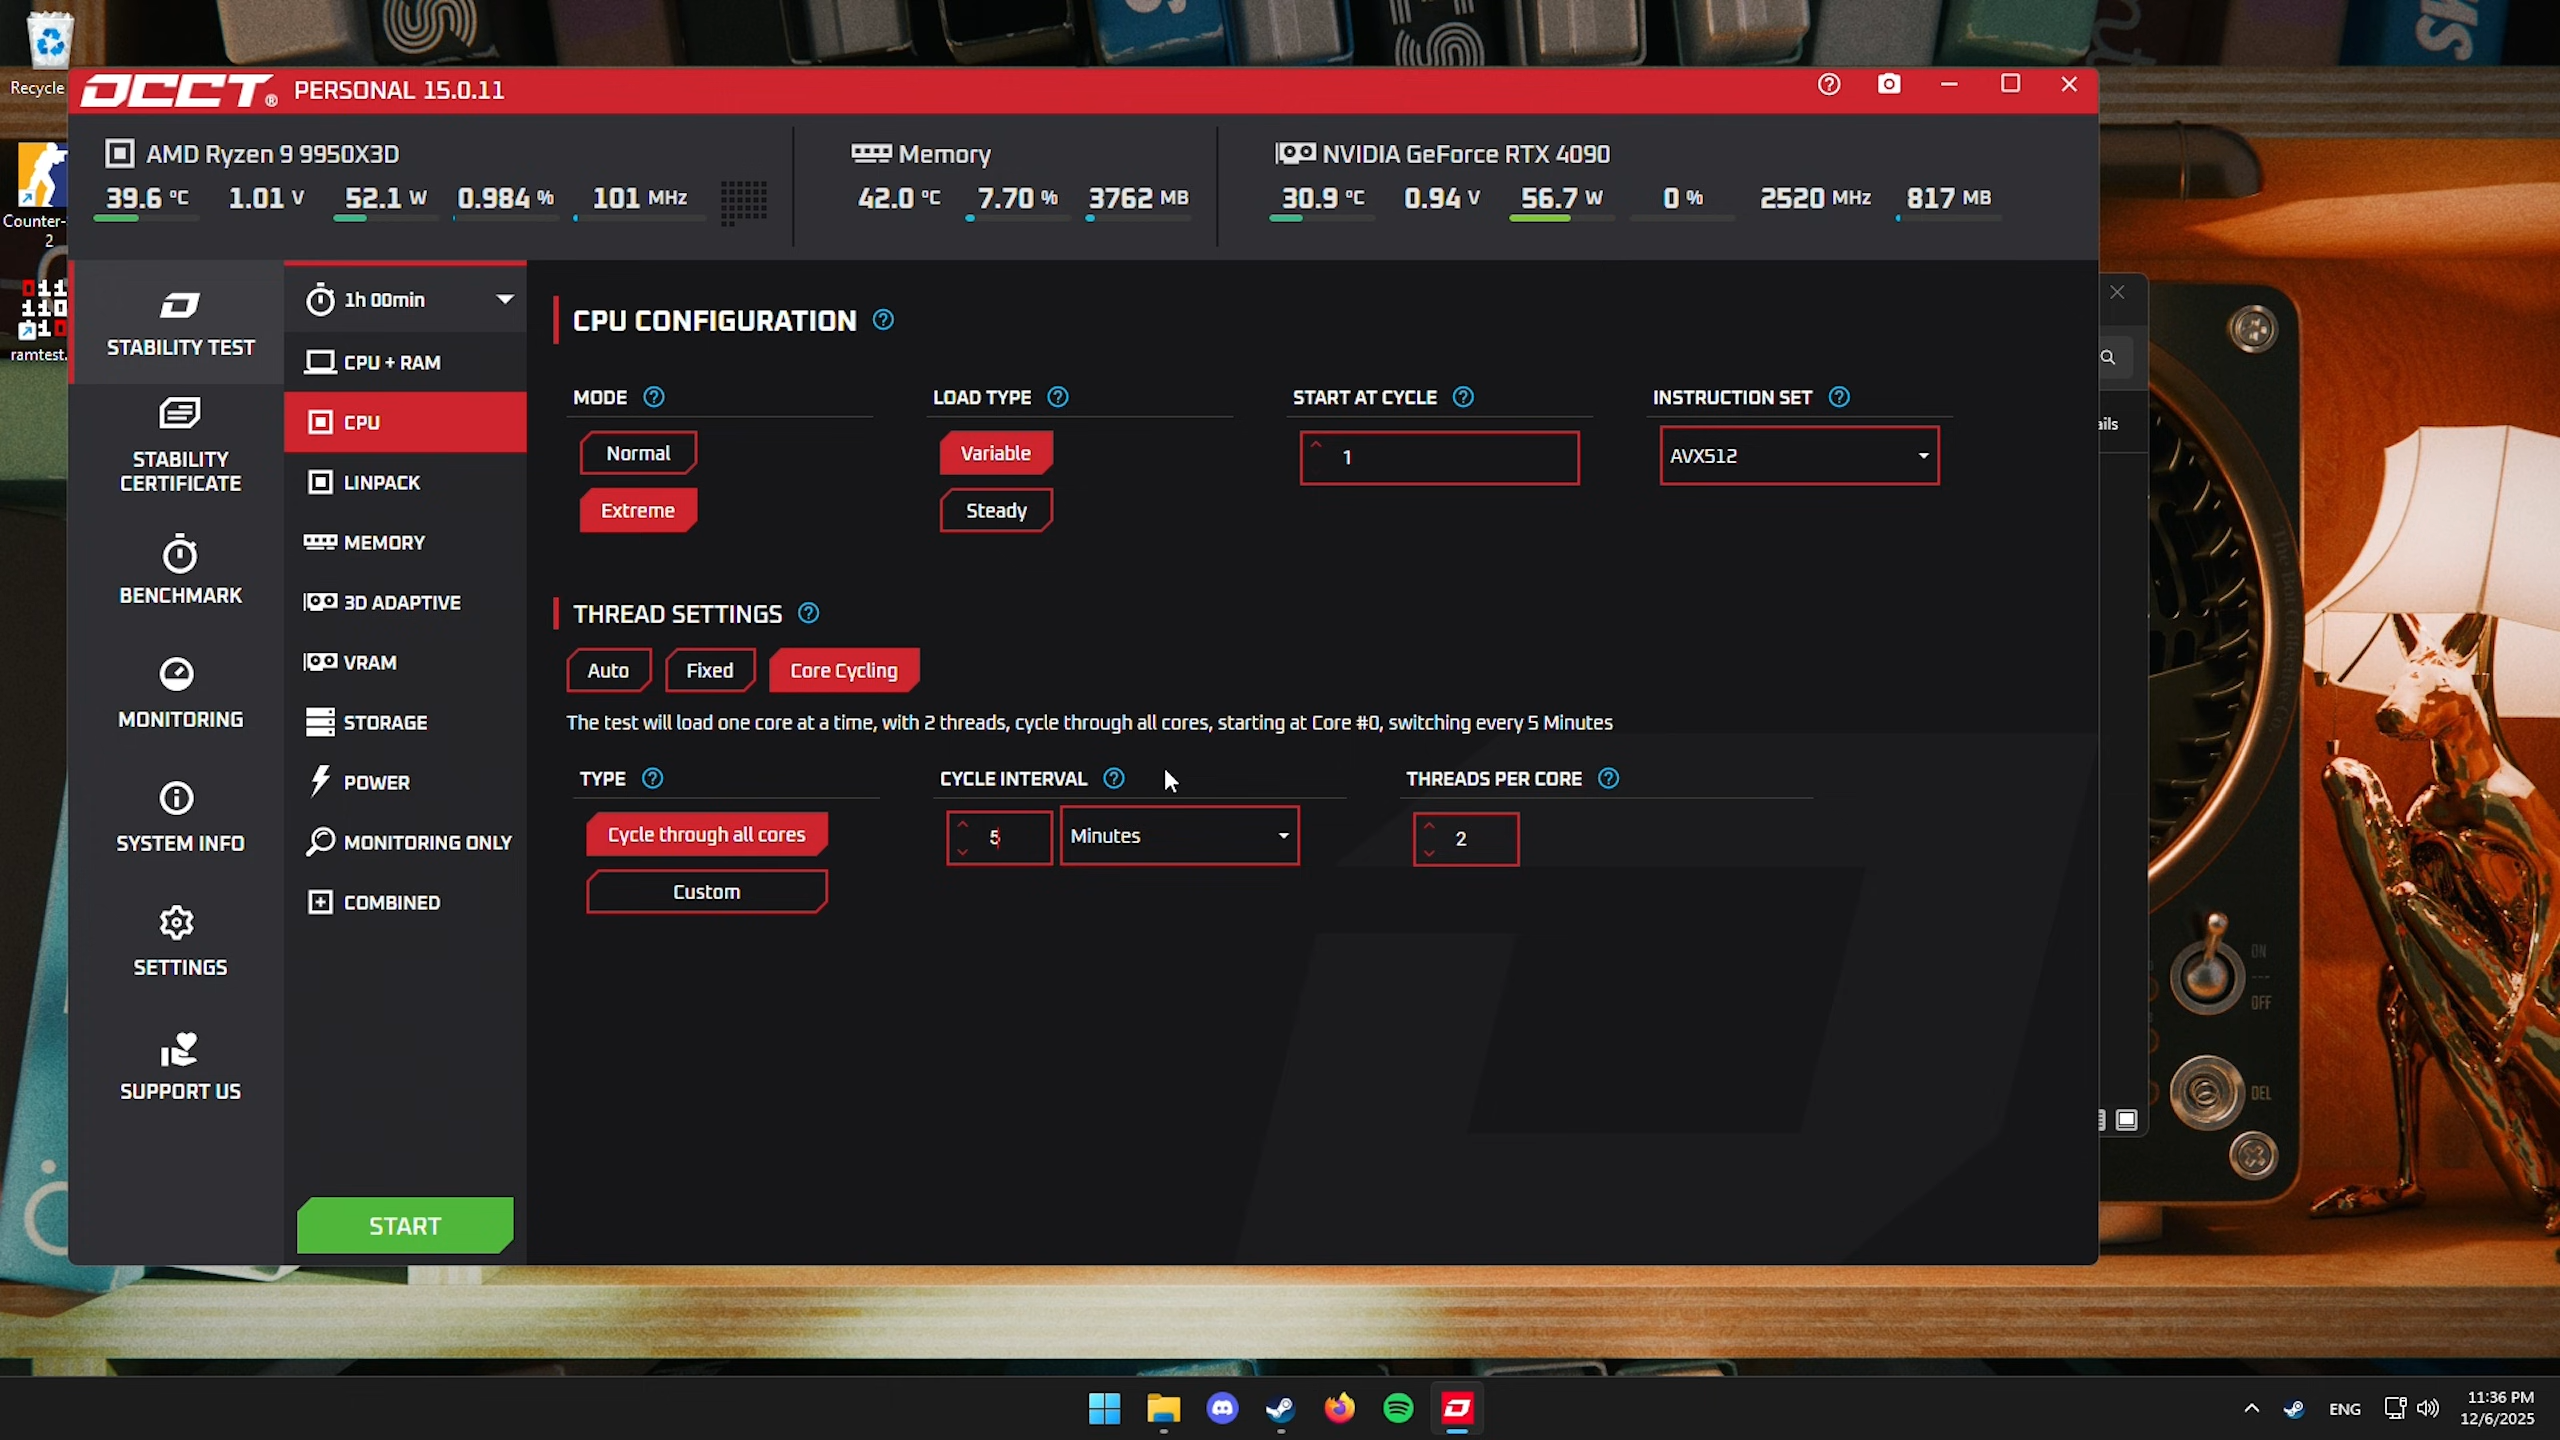 Recycle
OCCT® PERSONAL 15.0.11
AMD Ryzen 9 9950X3D
39.6 °C 1.01 V 52.1 W 0.984 % 101 MHz
Memory
42.0 °C 7.70 % 3762 MB
NVIDIA GeForce RTX 4090
30.9 °C 0.94 V 56.7 W 0 % 2520 MHz 817 MB
Counter-
2
ramtest.
STABILITY TEST
STABILITY
CERTIFICATE
BENCHMARK
MONITORING
SYSTEM INFO
SETTINGS
SUPPORT US
1h 00min
CPU + RAM
CPU
LINPACK
MEMORY
3D ADAPTIVE
VRAM
STORAGE
POWER
MONITORING ONLY
COMBINED
START
CPU CONFIGURATION
MODE
Normal
Extreme
LOAD TYPE
Variable
Steady
START AT CYCLE
1
INSTRUCTION SET
AVX512
THREAD SETTINGS
Auto Fixed Core Cycling
The test will load one core at a time, with 2 threads, cycle through all cores, starting at Core #0, switching every 5 Minutes
TYPE
Cycle through all cores
Custom
CYCLE INTERVAL
5 Minutes
THREADS PER CORE
2
ails
ON
OFF
DEL
ENG
11:36 PM
12/6/2025